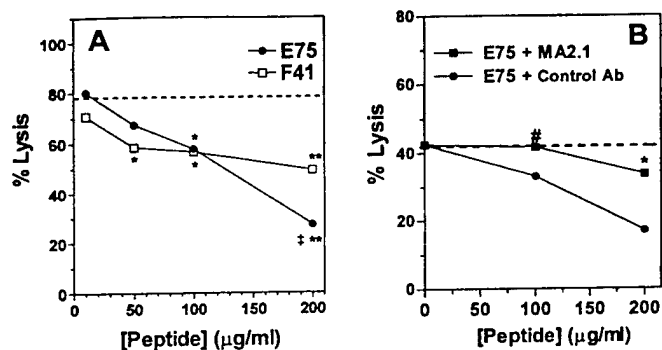 A
E75
F41
100
80
60
40
20
0
% Lysis
*
*
*
**
‡ **
0
50
100
150
200
[Peptide] (µg/ml)
B
E75 + MA2.1
E75 + Control Ab
80
60
40
20
0
% Lysis
#
*
0
50
100
150
200
[Peptide] (µg/ml)